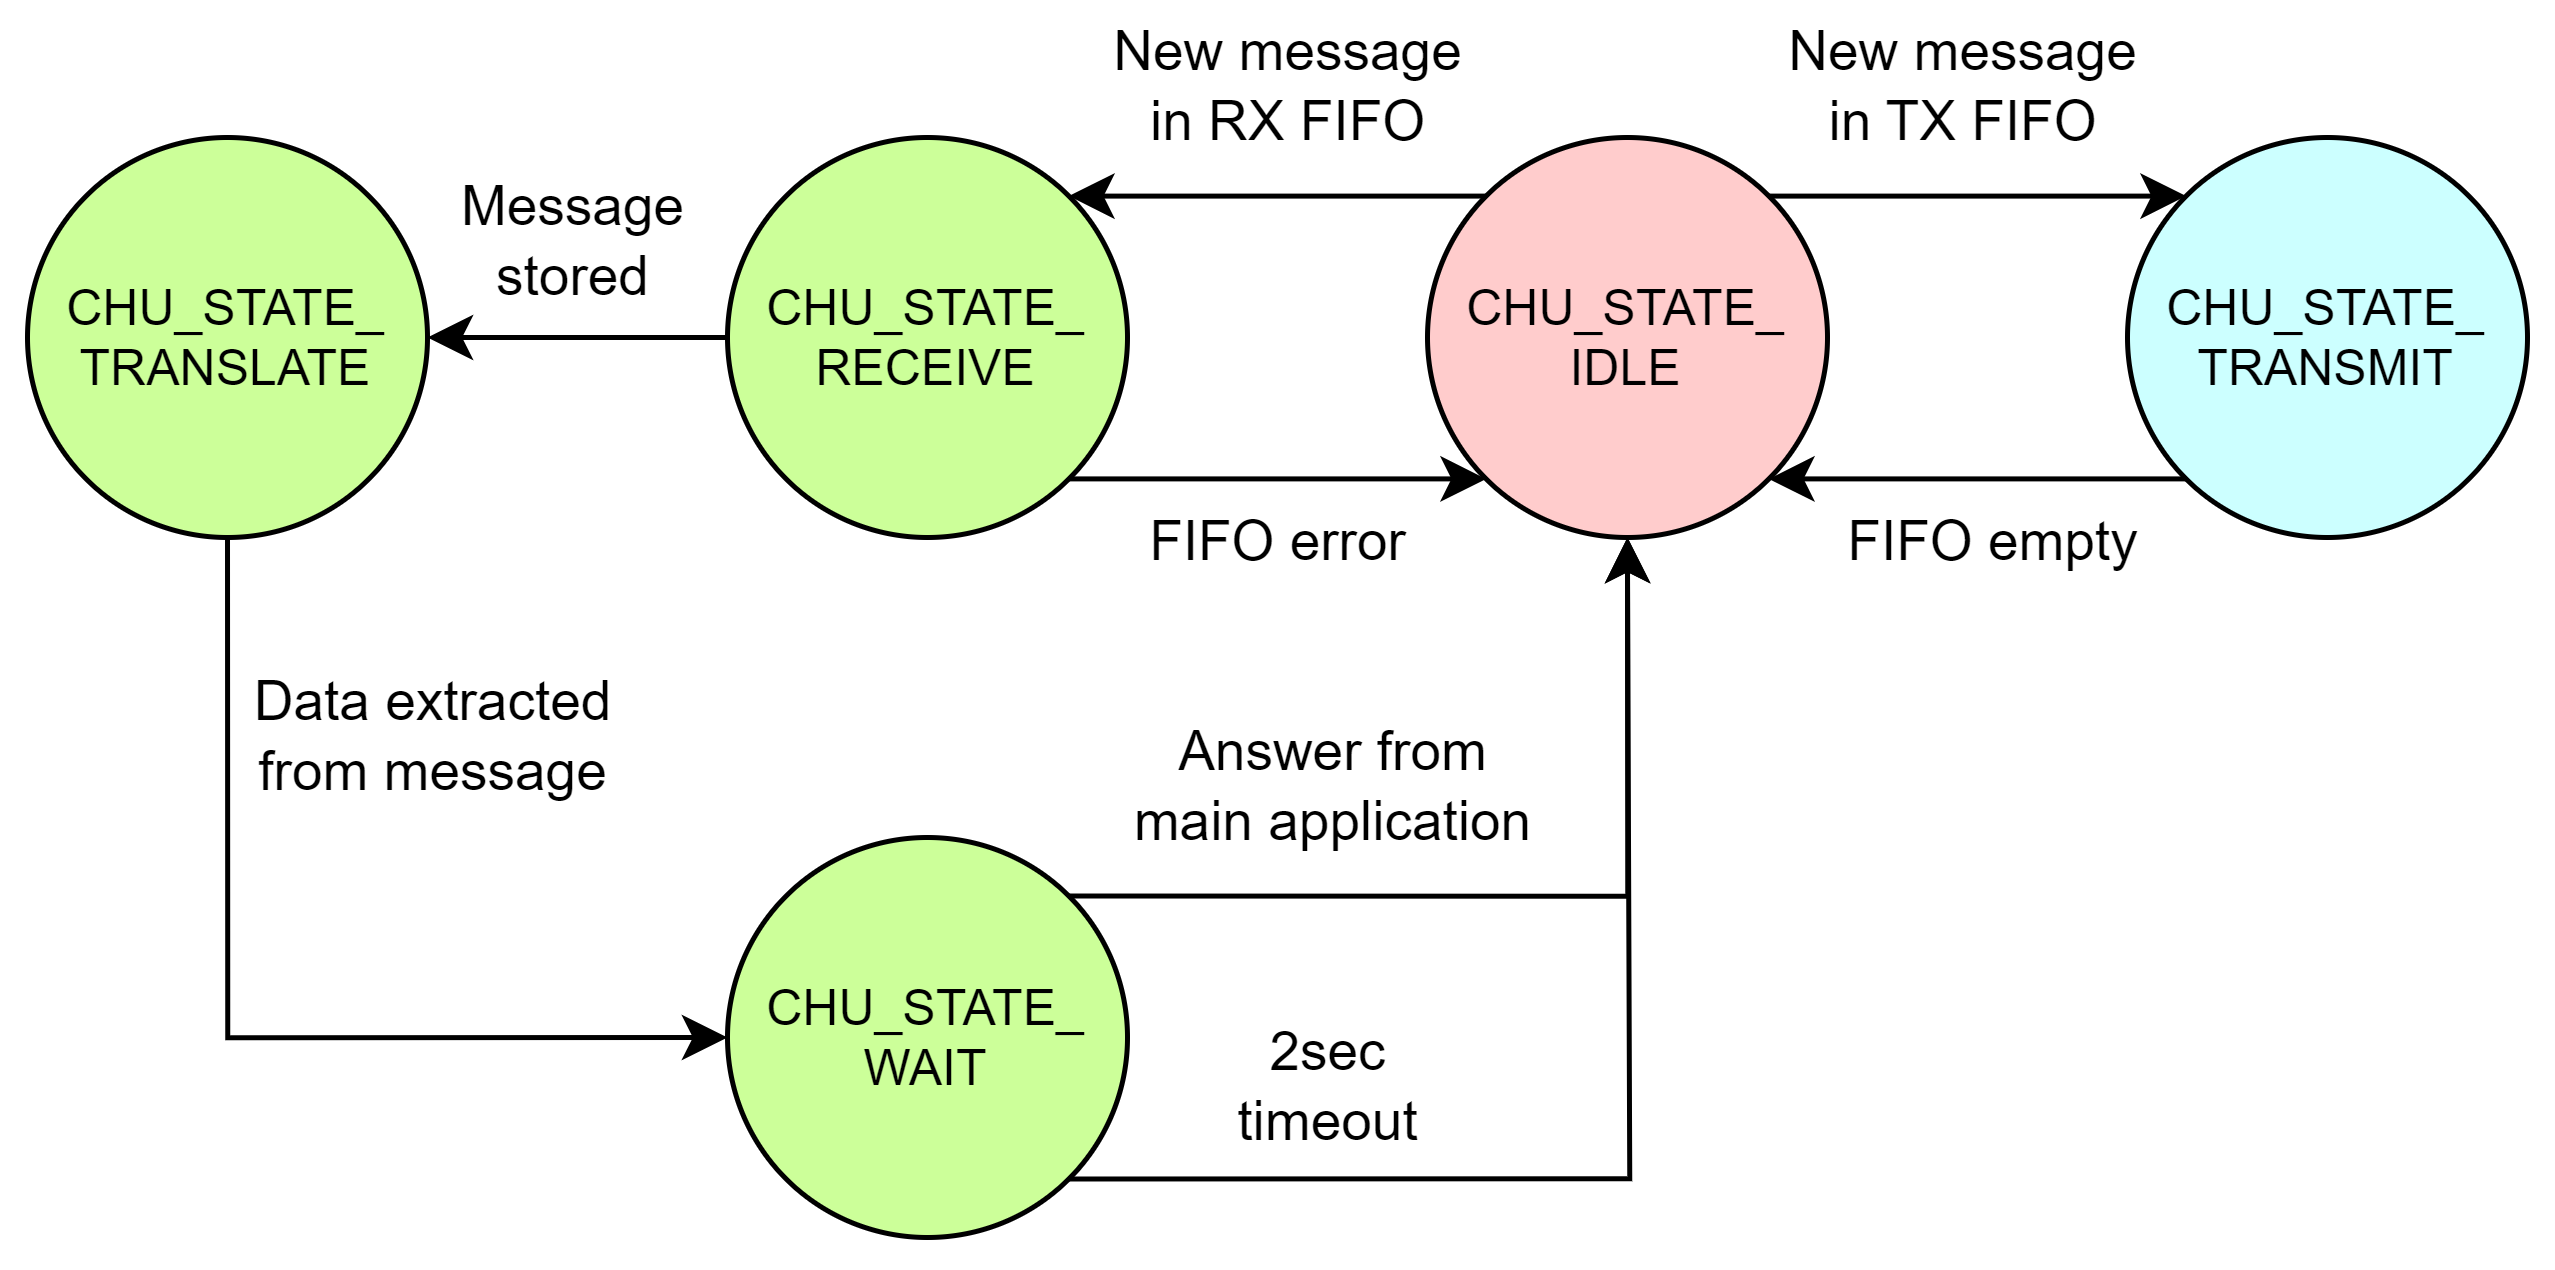 New message
in RX FIFO
New message
in TX FIFO
Message
stored
CHU_STATE_
TRANSLATE
CHU_STATE_
RECEIVE
CHU_STATE_
IDLE
CHU_STATE_
TRANSMIT
FIFO error
FIFO empty
Data extracted
from message
Answer from
main application
CHU_STATE_
WAIT
2sec
timeout